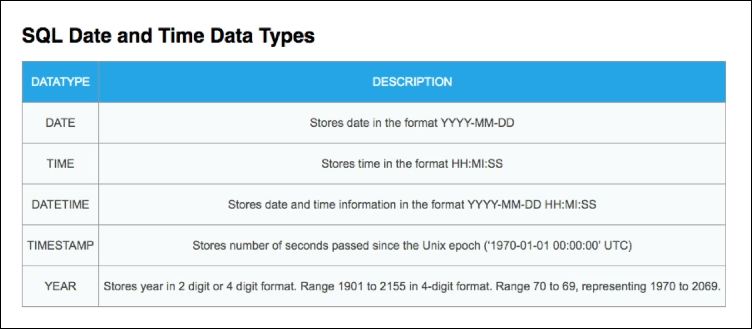 SQL Date and Time Data Types
DATATYPE DESCRIPTION
DATE Stores date in the format YYYY-MM-DD
TIME Stores time in the format HH:MI:SS
DATETIME Stores date and time information in the format YYYY-MM-DD HH:MI:SS
TIMESTAMP Stores number of seconds passed since the Unix epoch (‘1970-01-01 00:00:00’ UTC)
YEAR Stores year in 2 digit or 4 digit format. Range 1901 to 2155 in 4-digit format. Range 70 to 69, representing 1970 to 2069.